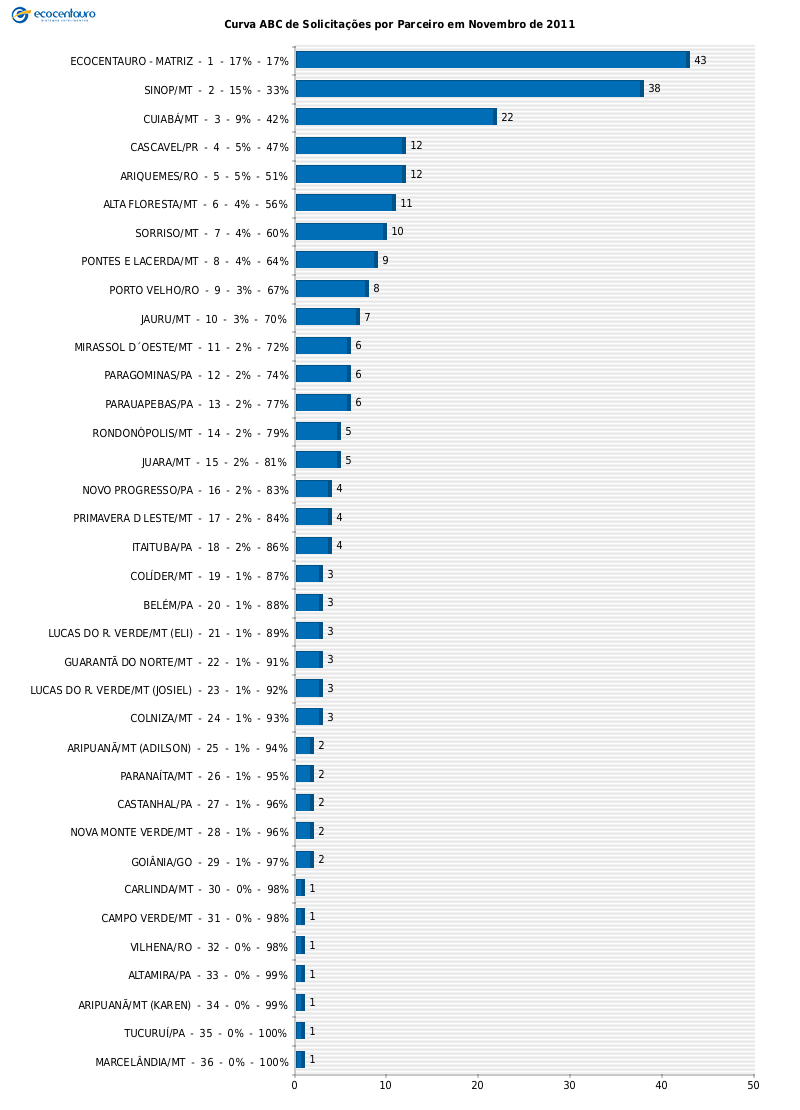 ecocentauro
Curva ABC de Solicitações por Parceiro em Novembro de 2011
ECOCENTAURO - MATRIZ - 1 - 17% - 17% 43
SINOP/MT - 2 - 15% - 33% 38
CUIABÁ/MT - 3 - 9% - 42% 22
CASCAVEL/PR - 4 - 5% - 47% 12
ARIQUEMES/RO - 5 - 5% - 51% 12
ALTA FLORESTA/MT - 6 - 4% - 56% 11
SORRISO/MT - 7 - 4% - 60% 10
PONTES E LACERDA/MT - 8 - 4% - 64% 9
PORTO VELHO/RO - 9 - 3% - 67% 8
JAURU/MT - 10 - 3% - 70% 7
MIRASSOL D´OESTE/MT - 11 - 2% - 72% 6
PARAGOMINAS/PA - 12 - 2% - 74% 6
PARAUAPEBAS/PA - 13 - 2% - 77% 6
RONDONÓPOLIS/MT - 14 - 2% - 79% 5
JUARA/MT - 15 - 2% - 81% 5
NOVO PROGRESSO/PA - 16 - 2% - 83% 4
PRIMAVERA D LESTE/MT - 17 - 2% - 84% 4
ITAITUBA/PA - 18 - 2% - 86% 4
COLÍDER/MT - 19 - 1% - 87% 3
BELÉM/PA - 20 - 1% - 88% 3
LUCAS DO R. VERDE/MT (ELI) - 21 - 1% - 89% 3
GUARANTÃ DO NORTE/MT - 22 - 1% - 91% 3
LUCAS DO R. VERDE/MT (JOSIEL) - 23 - 1% - 92% 3
COLNIZA/MT - 24 - 1% - 93% 3
ARIPUANÃ/MT (ADILSON) - 25 - 1% - 94% 2
PARANAÍTA/MT - 26 - 1% - 95% 2
CASTANHAL/PA - 27 - 1% - 96% 2
NOVA MONTE VERDE/MT - 28 - 1% - 96% 2
GOIÂNIA/GO - 29 - 1% - 97% 2
CARLINDA/MT - 30 - 0% - 98% 1
CAMPO VERDE/MT - 31 - 0% - 98% 1
VILHENA/RO - 32 - 0% - 98% 1
ALTAMIRA/PA - 33 - 0% - 99% 1
ARIPUANÃ/MT (KAREN) - 34 - 0% - 99% 1
TUCURUÍ/PA - 35 - 0% - 100% 1
MARCELÂNDIA/MT - 36 - 0% - 100% 1
0 10 20 30 40 50